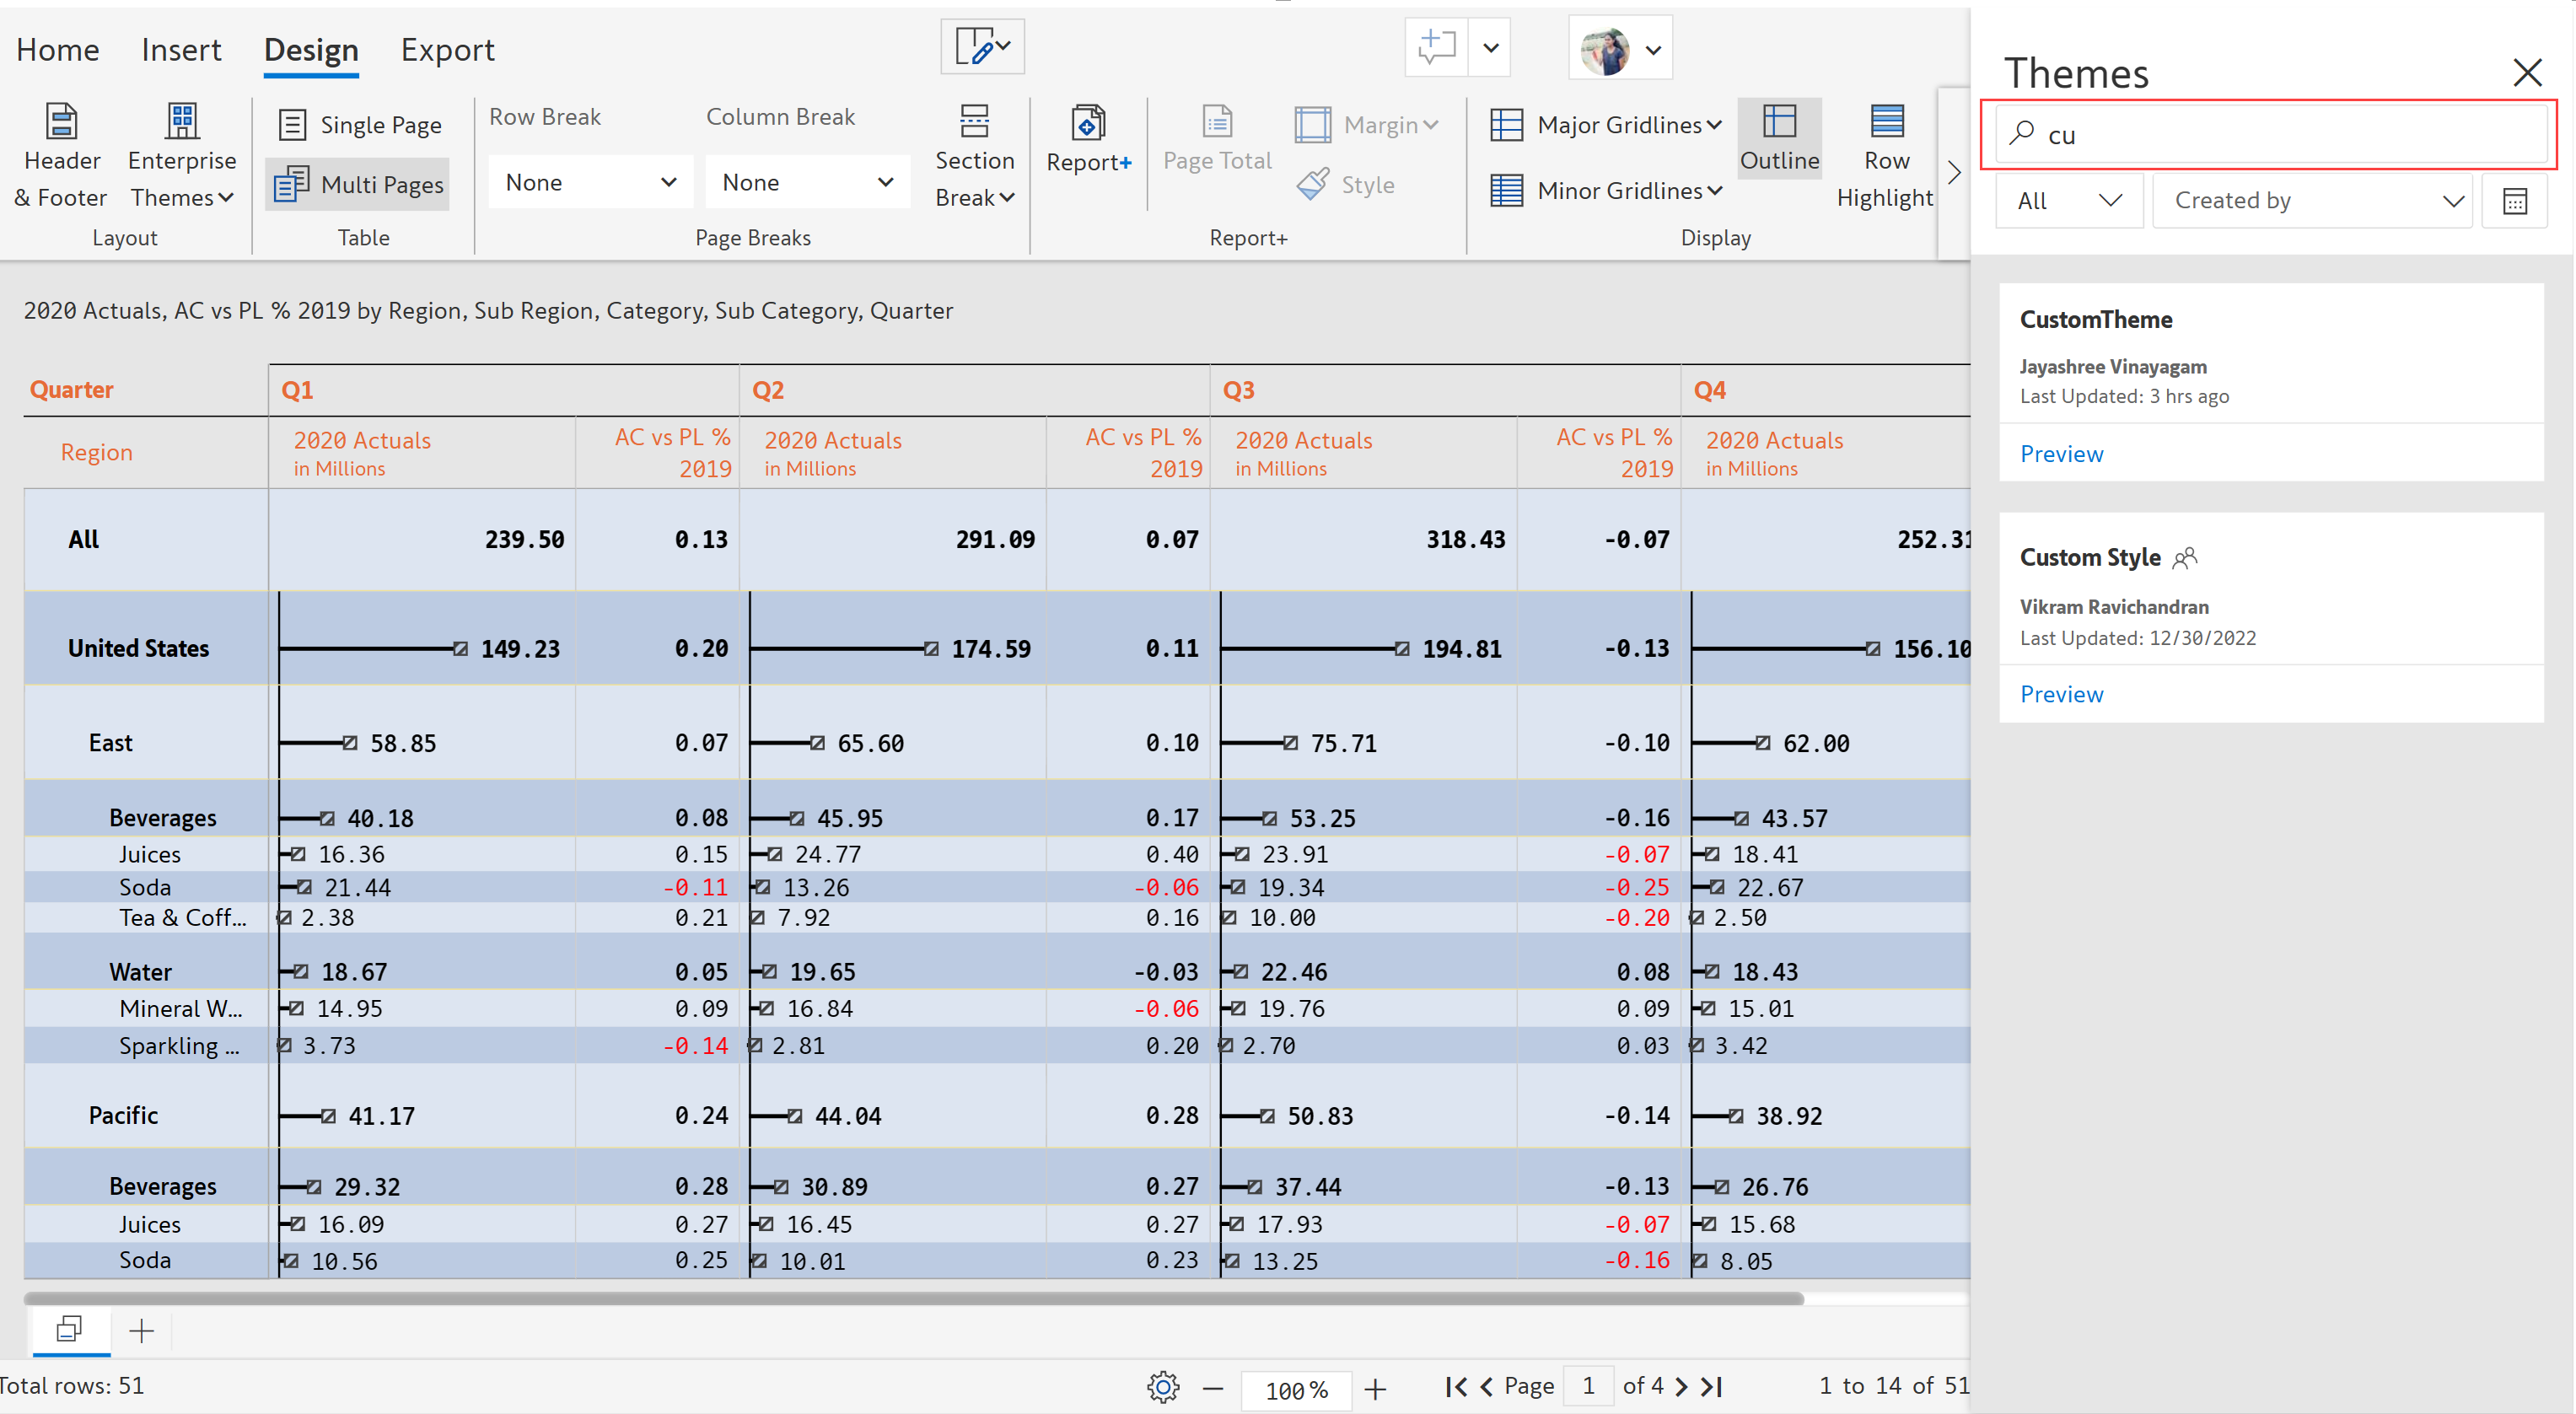 Home Insert Design Export
Header & Footer
Enterprise Themes
Layout
Single Page
Multi Pages
Table
Row Break
None
Column Break
None
Section Break
Page Breaks
Report+
Page Total
Margin
Style
Report+
Major Gridlines
Minor Gridlines
Outline
Row Highlight
Display
2020 Actuals, AC vs PL % 2019 by Region, Sub Region, Category, Sub Category, Quarter
Quarter Q1 Q2 Q3 Q4
Region 2020 Actuals in Millions AC vs PL % 2019 2020 Actuals in Millions AC vs PL % 2019 2020 Actuals in Millions AC vs PL % 2019 2020 Actuals in Millions
All 239.50 0.13 291.09 0.07 318.43 -0.07 252.31
United States 149.23 0.20 174.59 0.11 194.81 -0.13 156.10
East 58.85 0.07 65.60 0.10 75.71 -0.10 62.00
Beverages 40.18 0.08 45.95 0.17 53.25 -0.16 43.57
Juices 16.36 0.15 24.77 0.40 23.91 -0.07 18.41
Soda 21.44 -0.11 13.26 -0.06 19.34 -0.25 22.67
Tea & Coff... 2.38 0.21 7.92 0.16 10.00 -0.20 2.50
Water 18.67 0.05 19.65 -0.03 22.46 0.08 18.43
Mineral W... 14.95 0.09 16.84 -0.06 19.76 0.09 15.01
Sparkling ... 3.73 -0.14 2.81 0.20 2.70 0.03 3.42
Pacific 41.17 0.24 44.04 0.28 50.83 -0.14 38.92
Beverages 29.32 0.28 30.89 0.27 37.44 -0.13 26.76
Juices 16.09 0.27 16.45 0.27 17.93 -0.07 15.68
Soda 10.56 0.25 10.01 0.23 13.25 -0.16 8.05
Total rows: 51
100 %
Page 1 of 4
1 to 14 of 51
Themes
cu
All
Created by
CustomTheme
Jayashree Vinayagam
Last Updated: 3 hrs ago
Preview
Custom Style
Vikram Ravichandran
Last Updated: 12/30/2022
Preview